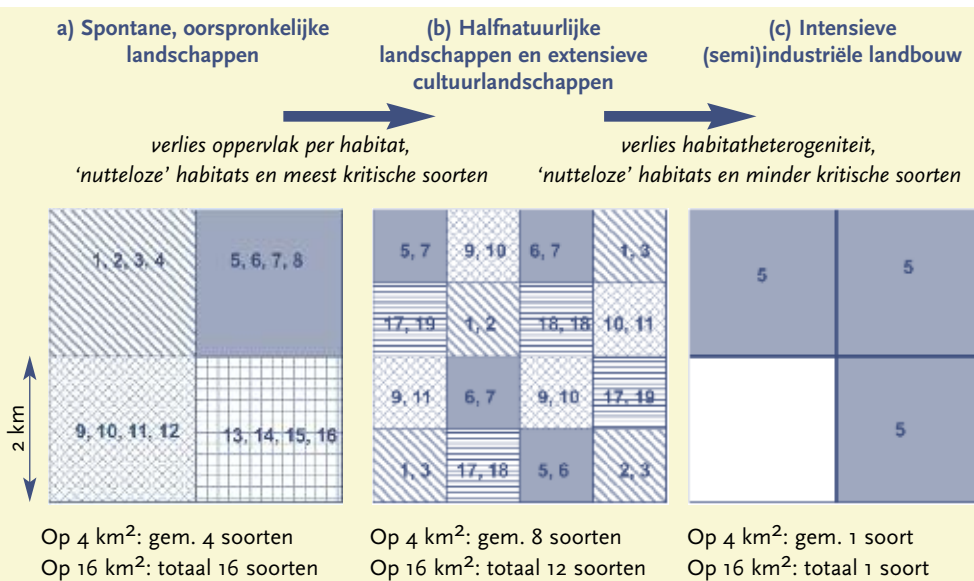 a) Spontane, oorspronkelijke
landschappen
(b) Halfnatuurlijke
landschappen en extensieve
cultuurlandschappen
(c) Intensieve
(semi)industriële landbouw
verlies oppervlak per habitat,
'nutteloze' habitats en meest kritische soorten
verlies habitatheterogeniteit,
'nutteloze' habitats en minder kritische soorten
2 km
1, 2, 3, 4
5, 6, 7, 8
9, 10, 11, 12
13, 14, 15, 16
5, 7
9, 10
6, 7
1, 3
17, 19
1, 2
18, 18
10, 11
9, 11
6, 7
9, 10
17, 19
1, 3
17, 18
5, 6
2, 3
5
5
5
Op 4 km²: gem. 4 soorten
Op 16 km²: totaal 16 soorten
Op 4 km²: gem. 8 soorten
Op 16 km²: totaal 12 soorten
Op 4 km²: gem. 1 soort
Op 16 km²: totaal 1 soort